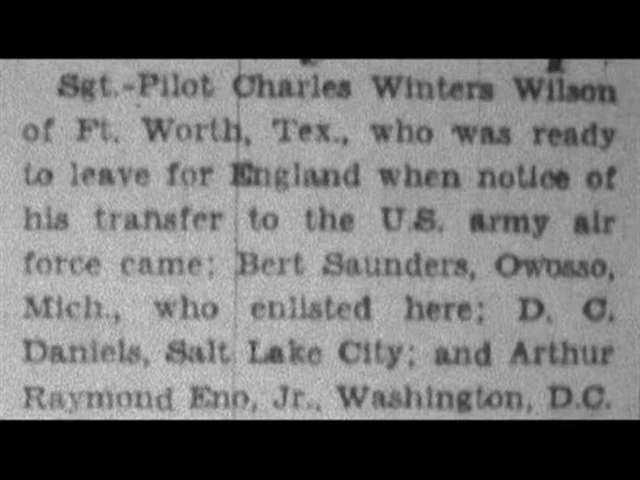 Sgt.-Pilot Charles Winters Wilson
of Ft. Worth, Tex., who was ready
to leave for England when notice of
his transfer to the U.S. army air
force came; Bert Saunders, Owosso,
Mich., who enlisted here; D. C.
Daniels, Salt Lake City; and Arthur
Raymond Eno, Jr., Washington, D.C.